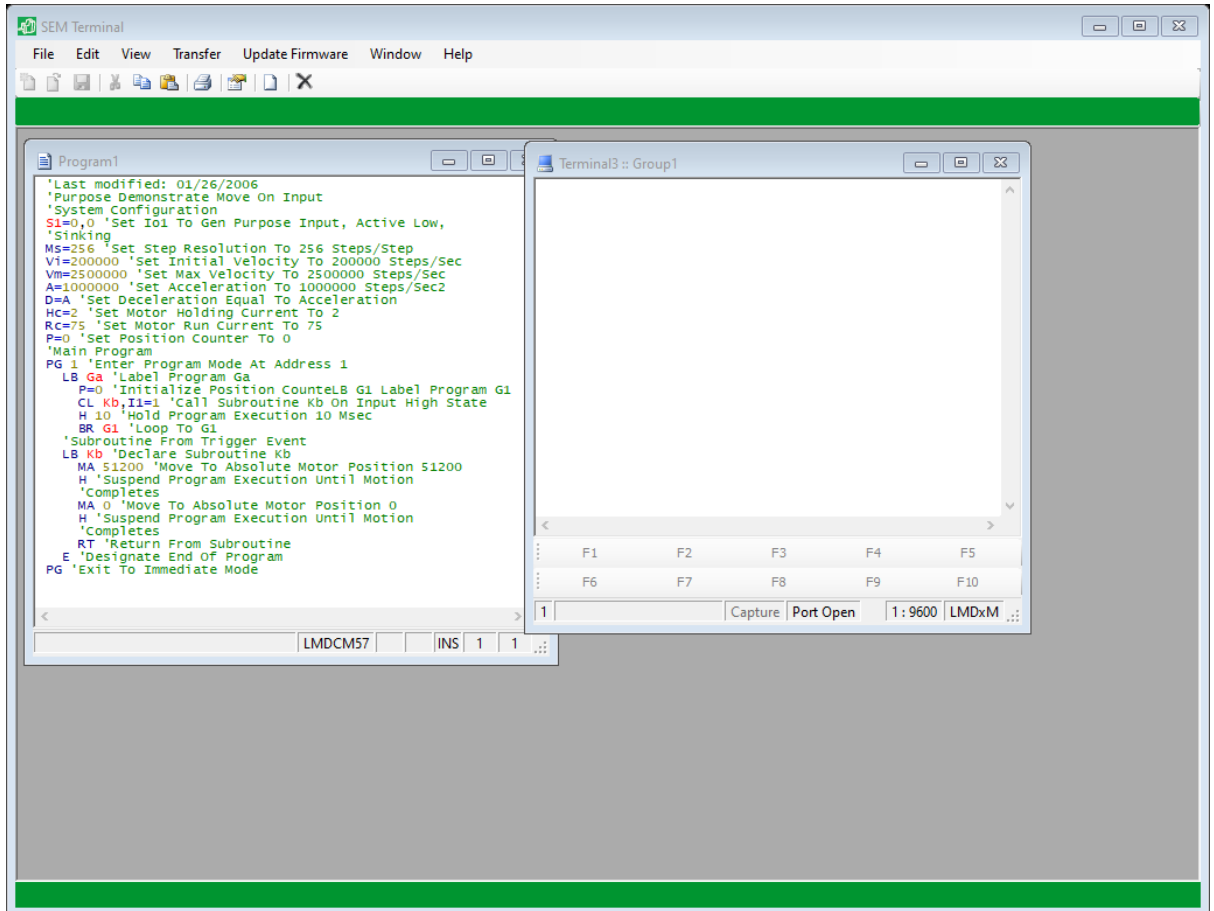 SEM Terminal
File Edit View Transfer Update Firmware Window Help
Program1
'Last modified: 01/26/2006
'Purpose Demonstrate Move On Input
'System Configuration
S1=0,0 'Set Io1 To Gen Purpose Input, Active Low,
'Sinking
Ms=256 'Set Step Resolution To 256 Steps/Step
Vi=200000 'Set Initial Velocity To 200000 Steps/Sec
Vm=2500000 'Set Max Velocity To 2500000 Steps/Sec
A=1000000 'Set Acceleration To 1000000 Steps/Sec2
D=A 'Set Deceleration Equal To Acceleration
Hc=2 'Set Motor Holding Current To 2
Rc=75 'Set Motor Run Current To 75
P=0 'Set Position Counter To 0
'Main Program
PG 1 'Enter Program Mode At Address 1
LB Ga 'Label Program Ga
P=0 'Initialize Position CounteLB G1 Label Program G1
CL Kb,I1=1 'Call Subroutine Kb On Input High State
H 10 'Hold Program Execution 10 Msec
BR G1 'Loop To G1
'Subroutine From Trigger Event
LB Kb 'Declare Subroutine Kb
MA 51200 'Move To Absolute Motor Position 51200
H 'Suspend Program Execution Until Motion
'Completes
MA 0 'Move To Absolute Motor Position 0
H 'Suspend Program Execution Until Motion
'Completes
RT 'Return From Subroutine
E 'Designate End Of Program
PG 'Exit To Immediate Mode
LMDCM57 INS 1 1
Terminal3 :: Group1
F1 F2 F3 F4 F5
F6 F7 F8 F9 F10
1 Capture Port Open 1 : 9600 LMDxM